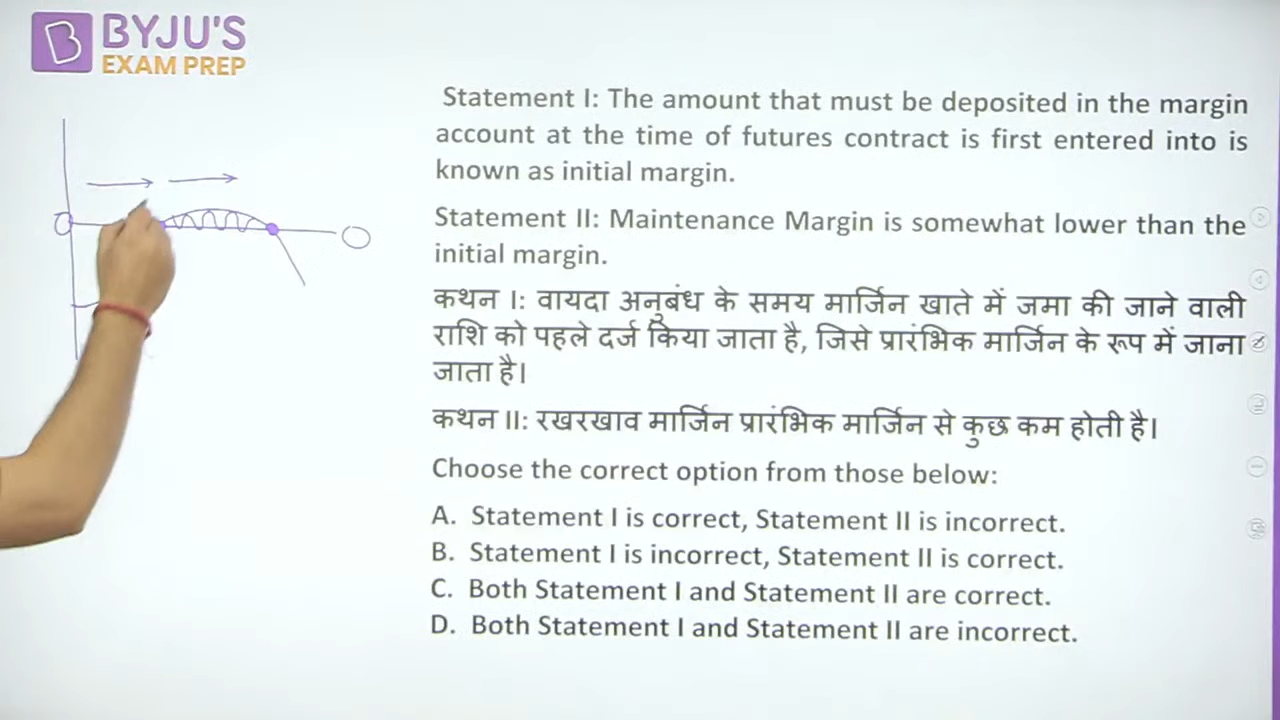 BYJU'S
EXAM PREP
Statement I: The amount that must be deposited in the margin
account at the time of futures contract is first entered into is
known as initial margin.
Statement II: Maintenance Margin is somewhat lower than the
initial margin.
कथन I: वायदा अनुबंध के समय मार्जिन खाते में जमा की जाने वाली
राशि को पहले दर्ज किया जाता है, जिसे प्रारंभिक मार्जिन के रूप में जाना
जाता है।
कथन II: रखरखाव मार्जिन प्रारंभिक मार्जिन से कुछ कम होती है।
Choose the correct option from those below:
A. Statement I is correct, Statement II is incorrect.
B. Statement I is incorrect, Statement II is correct.
C. Both Statement I and Statement II are correct.
D. Both Statement I and Statement II are incorrect.